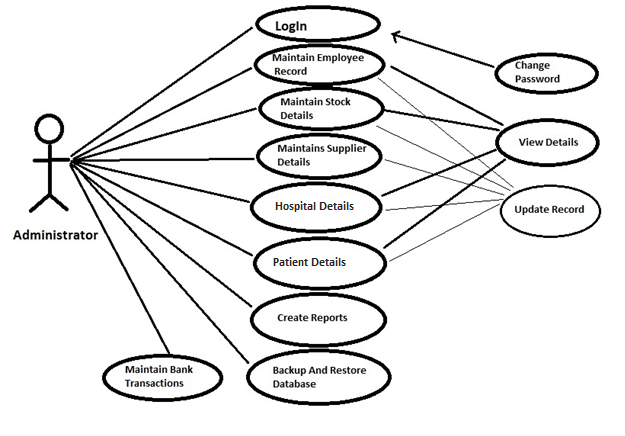 LogIn
Maintain Employee
Record
Change
Password
Maintain Stock
Details
View Details
Maintains Supplier
Details
Hospital Details
Update Record
Administrator
Patient Details
Create Reports
Maintain Bank
Transactions
Backup And Restore
Database